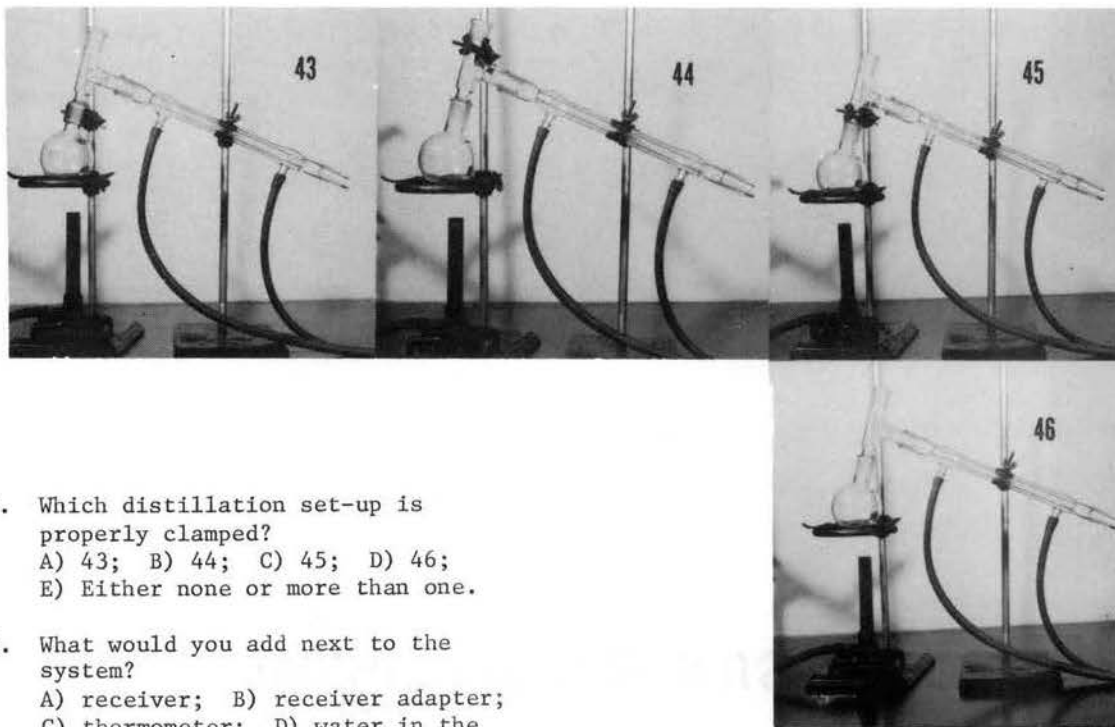 43
44
45
46
. Which distillation set-up is
properly clamped?
A) 43; B) 44; C) 45; D) 46;
E) Either none or more than one.
. What would you add next to the
system?
A) receiver; B) receiver adapter;
C) thermometer; D) water in the